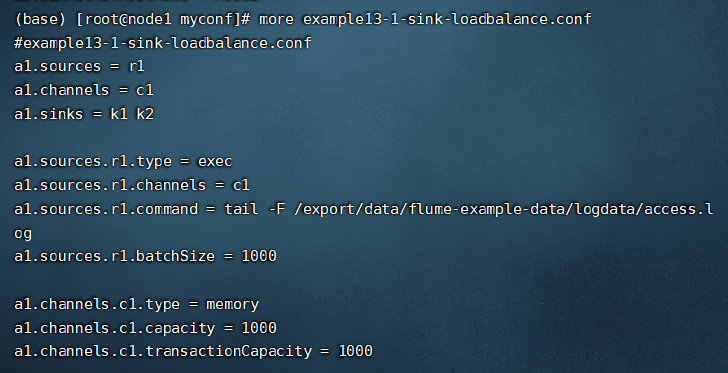 (base) [root@node1 myconf]# more example13-1-sink-loadbalance.conf
#example13-1-sink-loadbalance.conf
a1.sources = r1
a1.channels = c1
a1.sinks = k1 k2
a1.sources.r1.type = exec
a1.sources.r1.channels = c1
a1.sources.r1.command = tail -F /export/data/flume-example-data/logdata/access.l
og
a1.sources.r1.batchSize = 1000
a1.channels.c1.type = memory
a1.channels.c1.capacity = 1000
a1.channels.c1.transactionCapacity = 1000